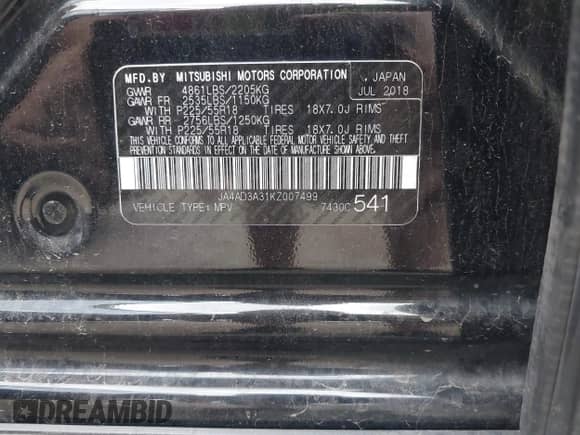 MFD.BY MITSUBISHI MOTORS CORPORATION , JAPAN
GVWR 4861LBS/2205KG JUL 2018
GAWR FR 2535LBS/1150KG
WITH P225/55R18 TIRES 18X7.0J RIMS
GAWR RR 2756LBS/1250KG
WITH P225/55R18 TIRES 18X7.0J RIMS
THIS VEHICLE CONFORMS TO ALL APPLICABLE FEDERAL MOTOR VEHICLE SAFETY AND THEFT
PREVENTION STANDARDS IN EFFECT ON THE DATE OF MANUFACTURE SHOWN ABOVE.
JA4AD3A31KZ007499
VEHICLE TYPE: MPV 7430C 541
DREAMBID